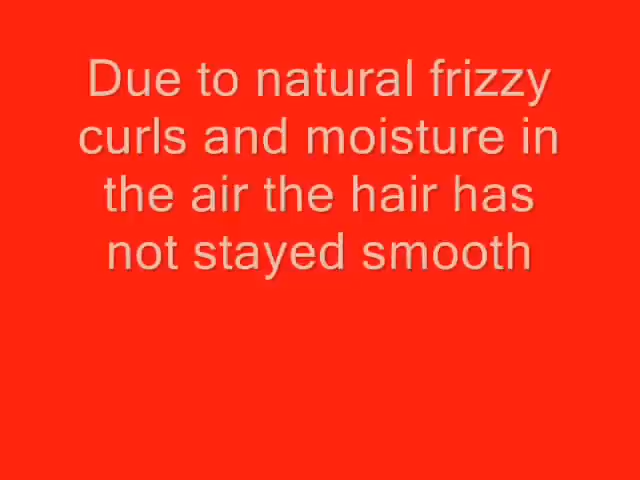 Due to natural frizzy
curls and moisture in
the air the hair has
not stayed smooth